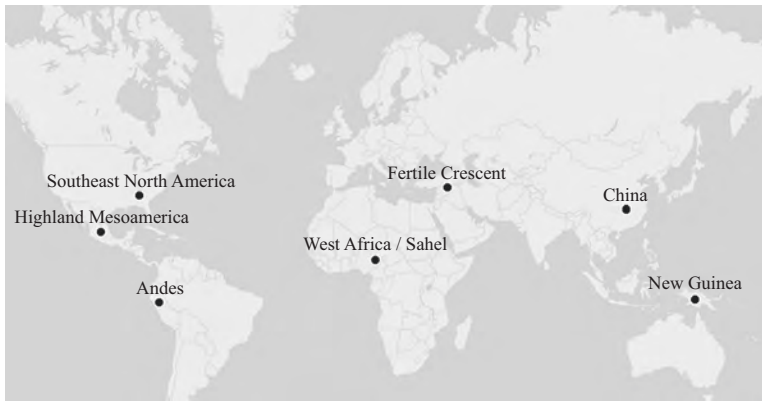 Southeast North America
Fertile Crescent
China
Highland Mesoamerica
West Africa / Sahel
New Guinea
Andes